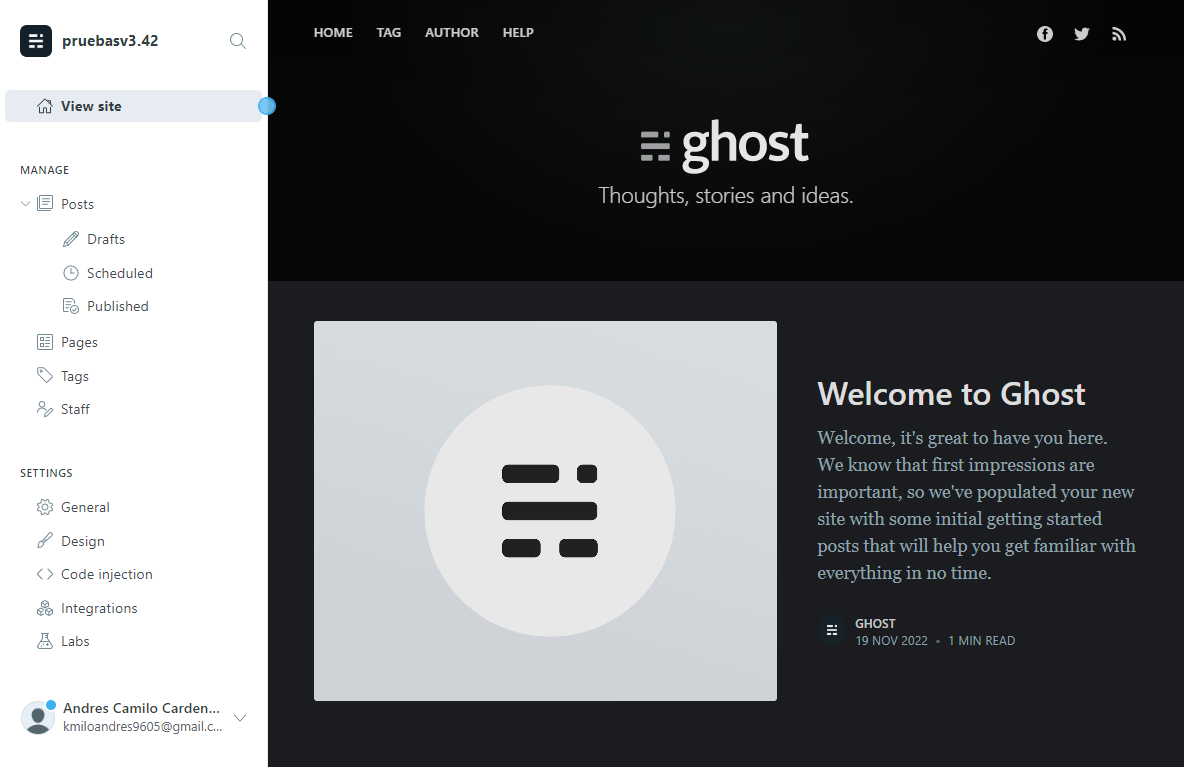 pruebasv3.42
View site
MANAGE
Posts
Drafts
Scheduled
Published
Pages
Tags
Staff
SETTINGS
General
Design
Code injection
Integrations
Labs
Andres Camilo Carden...
kmiloandres9605@gmail.c...
HOME TAG AUTHOR HELP
ghost
Thoughts, stories and ideas.
Welcome to Ghost
Welcome, it's great to have you here.
We know that first impressions are
important, so we've populated your new
site with some initial getting started
posts that will help you get familiar with
everything in no time.
GHOST
19 NOV 2022 • 1 MIN READ